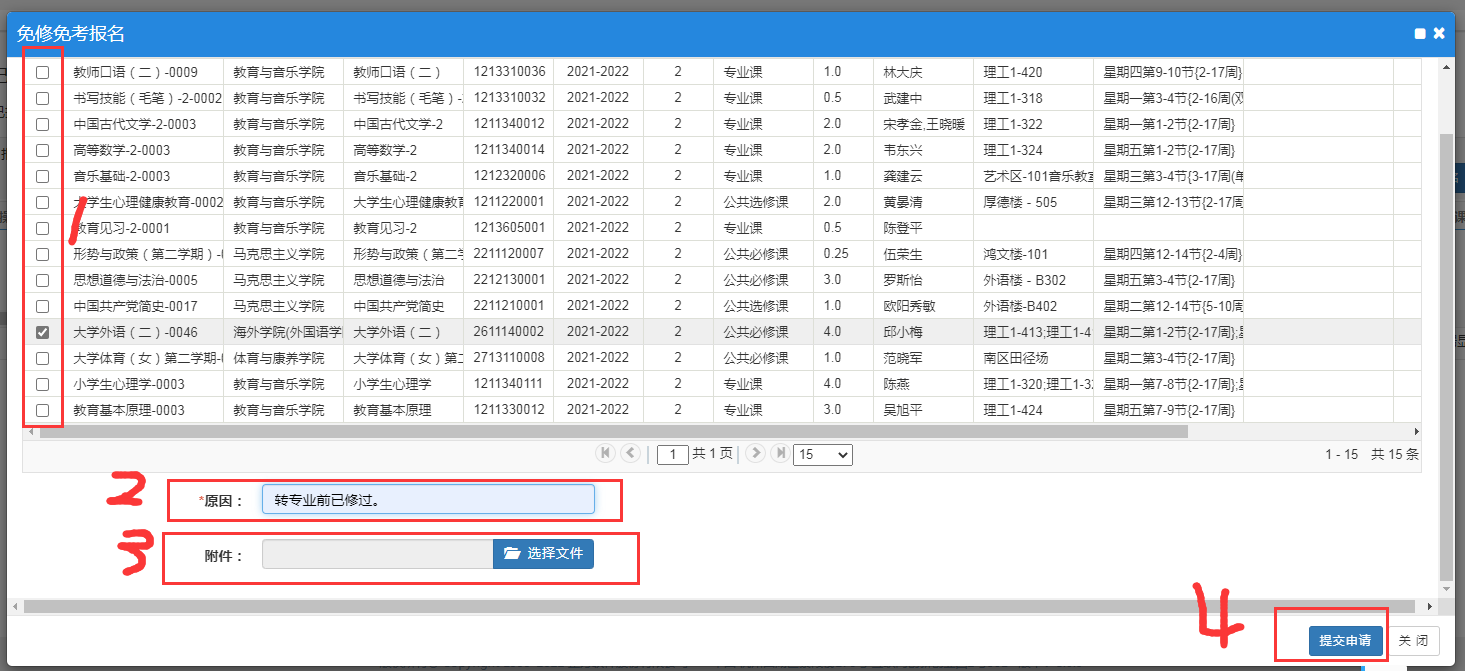 免修免考报名
教师口语（二）-0009 教育与音乐学院 教师口语（二） 1213310036 2021-2022 2 专业课 1.0 林大庆 理工1-420 星期四第9-10节{2-17周}
书写技能（毛笔）-2-0002 教育与音乐学院 书写技能（毛笔）- 1213310032 2021-2022 2 专业课 0.5 武建中 理工1-318 星期一第3-4节{2-16周(双
中国古代文学-2-0003 教育与音乐学院 中国古代文学-2 1211340012 2021-2022 2 专业课 2.0 宋孝金,王晓暖 理工1-322 星期一第1-2节{2-17周}
高等数学-2-0003 教育与音乐学院 高等数学-2 1211340014 2021-2022 2 专业课 2.0 韦东兴 理工1-324 星期五第1-2节{2-17周}
音乐基础-2-0003 教育与音乐学院 音乐基础-2 1212320006 2021-2022 2 专业课 1.0 龚建云 艺术区-101音乐教室 星期三第3-4节{3-17周(单
大学生心理健康教育-0002 教育与音乐学院 大学生心理健康教育 1211220001 2021-2022 2 公共选修课 2.0 黄晏清 厚德楼 - 505 星期三第12-13节{2-17周
1
教育见习-2-0001 教育与音乐学院 教育见习-2 1213605001 2021-2022 2 专业课 0.5 陈登平
形势与政策（第二学期）- 马克思主义学院 形势与政策（第二学 2211120007 2021-2022 2 公共必修课 0.25 伍荣生 鸿文楼-101 星期四第12-14节{2-4周}
思想道德与法治-0005 马克思主义学院 思想道德与法治 2212130001 2021-2022 2 公共必修课 3.0 罗斯怡 外语楼 - B302 星期五第3-4节{2-17周}
中国共产党简史-0017 马克思主义学院 中国共产党简史 2211210001 2021-2022 2 公共选修课 1.0 欧阳秀敏 外语楼-B402 星期二第12-14节{5-10周
大学外语（二）-0046 海外学院(外国语学 大学外语（二） 2611140002 2021-2022 2 公共必修课 4.0 邱小梅 理工1-413;理工1-4 星期二第1-2节{2-17周};
大学体育（女）第二学期- 体育与康养学院 大学体育（女）第二 2713110008 2021-2022 2 公共必修课 1.0 范晓军 南区田径场 星期二第3-4节{2-17周}
小学生心理学-0003 教育与音乐学院 小学生心理学 1211340111 2021-2022 2 专业课 4.0 陈燕 理工1-320;理工1-32 星期一第7-8节{2-17周};
教育基本原理-0003 教育与音乐学院 教育基本原理 1211330012 2021-2022 2 专业课 3.0 吴旭平 理工1-424 星期五第7-9节{2-17周}
1 共 1 页 15 1 - 15 共 15 条
2 *原因： 转专业前已修过。
3 附件： 选择文件
4 提交申请 关 闭